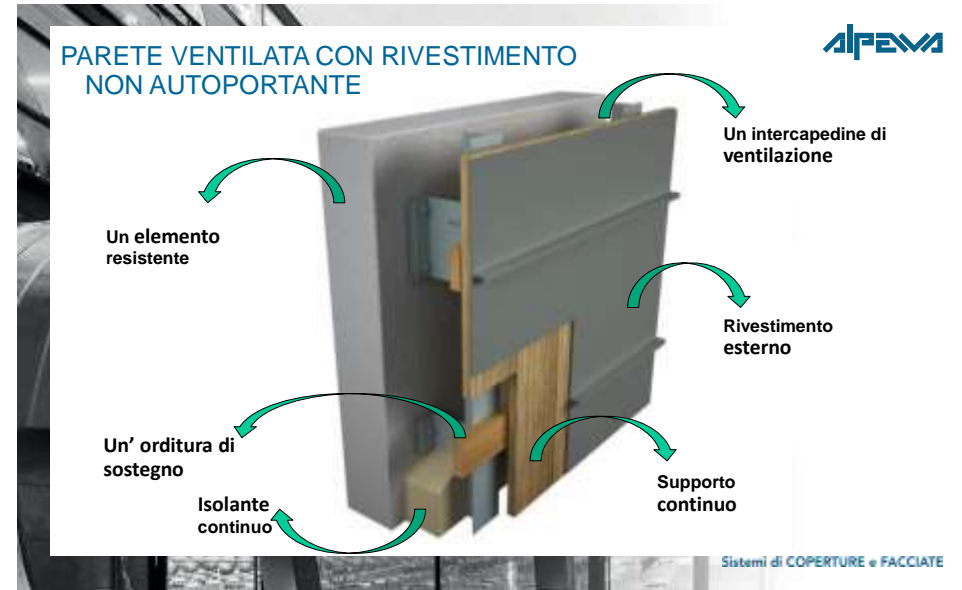 PARETE VENTILATA CON RIVESTIMENTO
NON AUTOPORTANTE
alpewa
Un intercapedine di
ventilazione
Un elemento
resistente
Rivestimento
esterno
Un' orditura di
sostegno
Supporto
continuo
Isolante
continuo
Sistemi di COPERTURE e FACCIATE